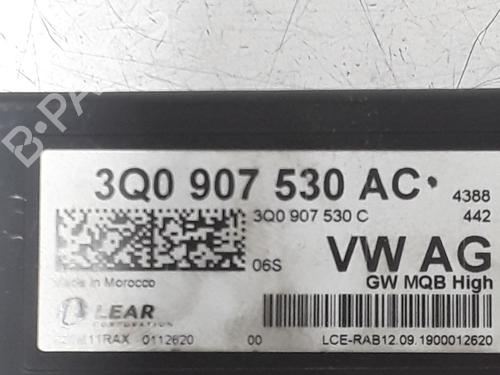 3Q0 907 530 AC
4388
3Q0 907 530 C
442
06S
VW AG
Made in Morocco
GW MQB High
LEAR
CORPORATION
0112620
00
LCE-RAB12.09.1900012620